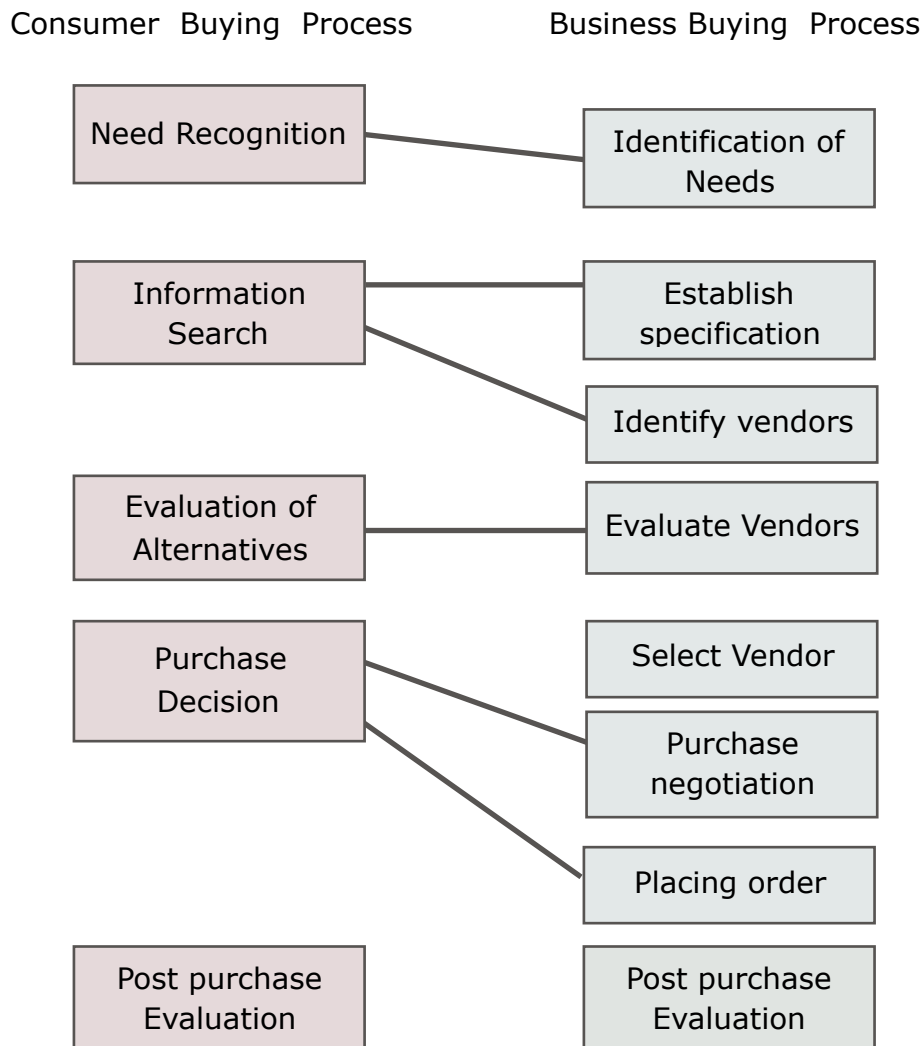 Consumer Buying Process
Business Buying Process
Need Recognition
Identification of
Needs
Information
Search
Establish
specification
Identify vendors
Evaluation of
Alternatives
Evaluate Vendors
Purchase
Decision
Select Vendor
Purchase
negotiation
Placing order
Post purchase
Evaluation
Post purchase
Evaluation